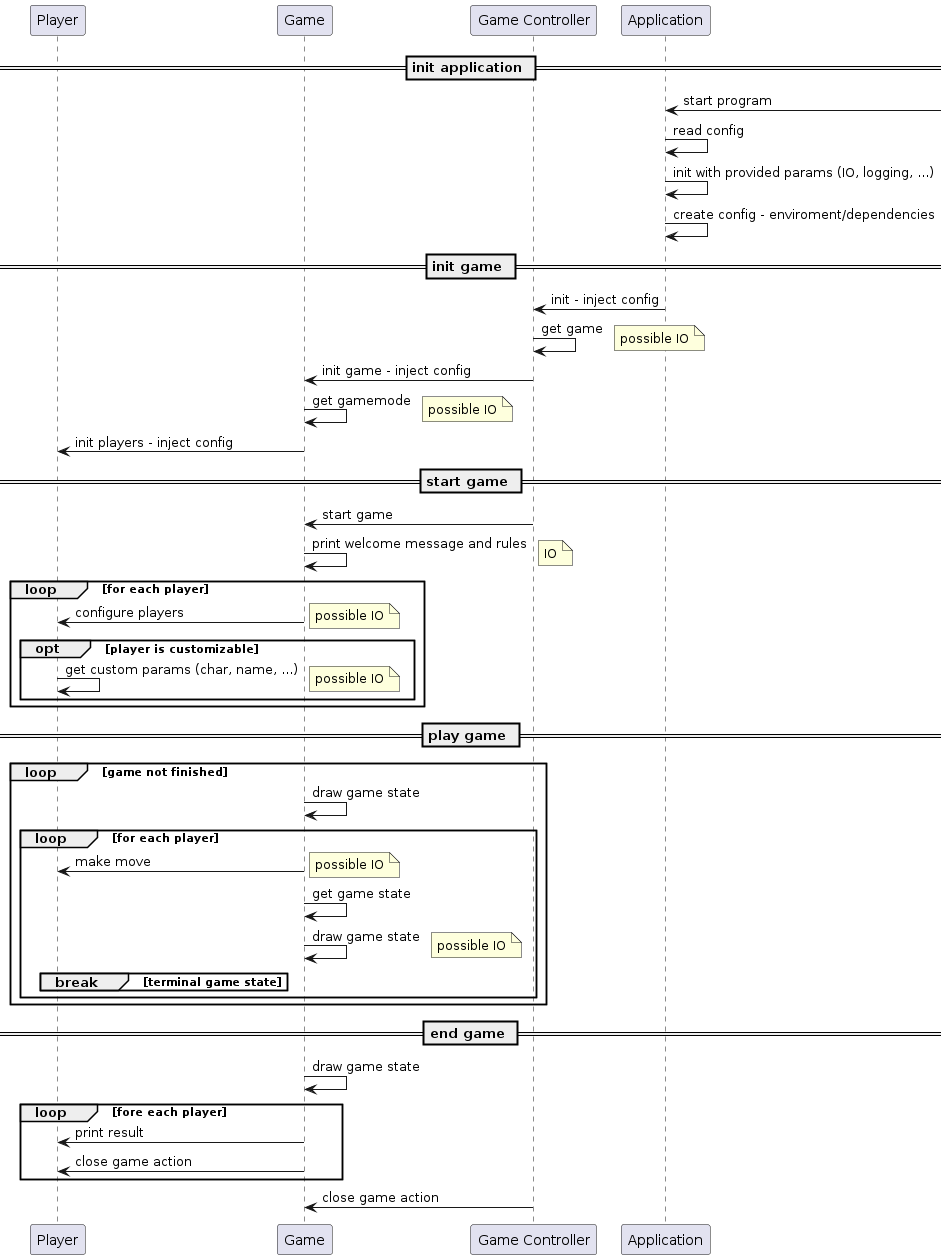 Player
Game
Game Controller
Application
init application
start program
read config
init with provided params (IO, logging, ...)
create config - enviroment/dependencies
init game
init - inject config
get game
possible IO
init game - inject config
get gamemode
possible IO
init players - inject config
start game
start game
print welcome message and rules
IO
loop [for each player]
configure players
possible IO
opt [player is customizable]
get custom params (char, name, ...)
possible IO
play game
loop [game not finished]
draw game state
loop [for each player]
make move
possible IO
get game state
draw game state
possible IO
break [terminal game state]
end game
draw game state
loop [fore each player]
print result
close game action
close game action
Player
Game
Game Controller
Application